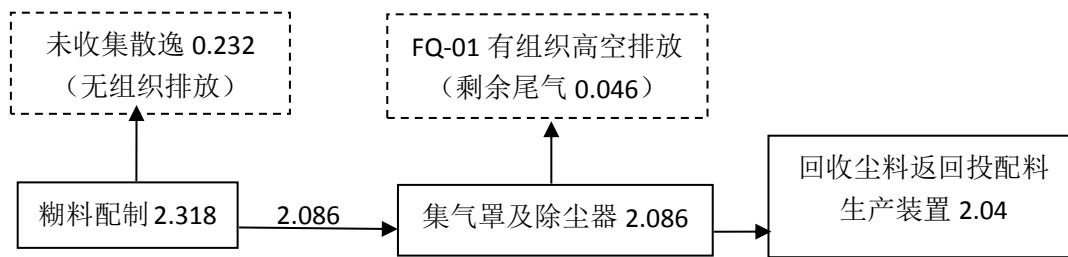 未收集散逸 0.232
（无组织排放）
FQ-01 有组织高空排放
（剩余尾气 0.046）
糊料配制 2.318
2.086
集气罩及除尘器 2.086
回收尘料返回投配料
生产装置 2.04